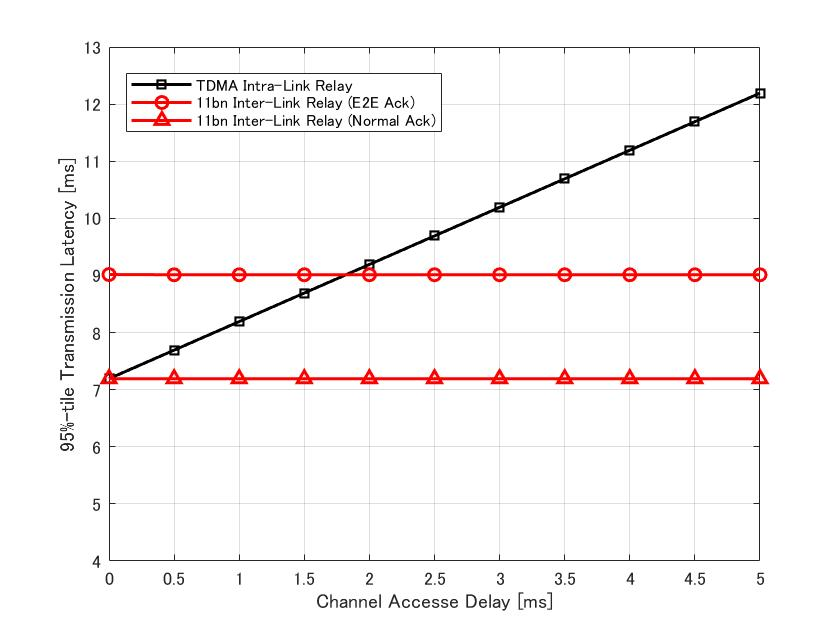 13
12
11
10
9
8
7
6
5
4
TDMA Intra-Link Relay
11bn Inter-Link Relay (E2E Ack)
11bn Inter-Link Relay (Normal Ack)
95%-tile Transmission Latency [ms]
0 0.5 1 1.5 2 2.5 3 3.5 4 4.5 5
Channel Accesse Delay [ms]